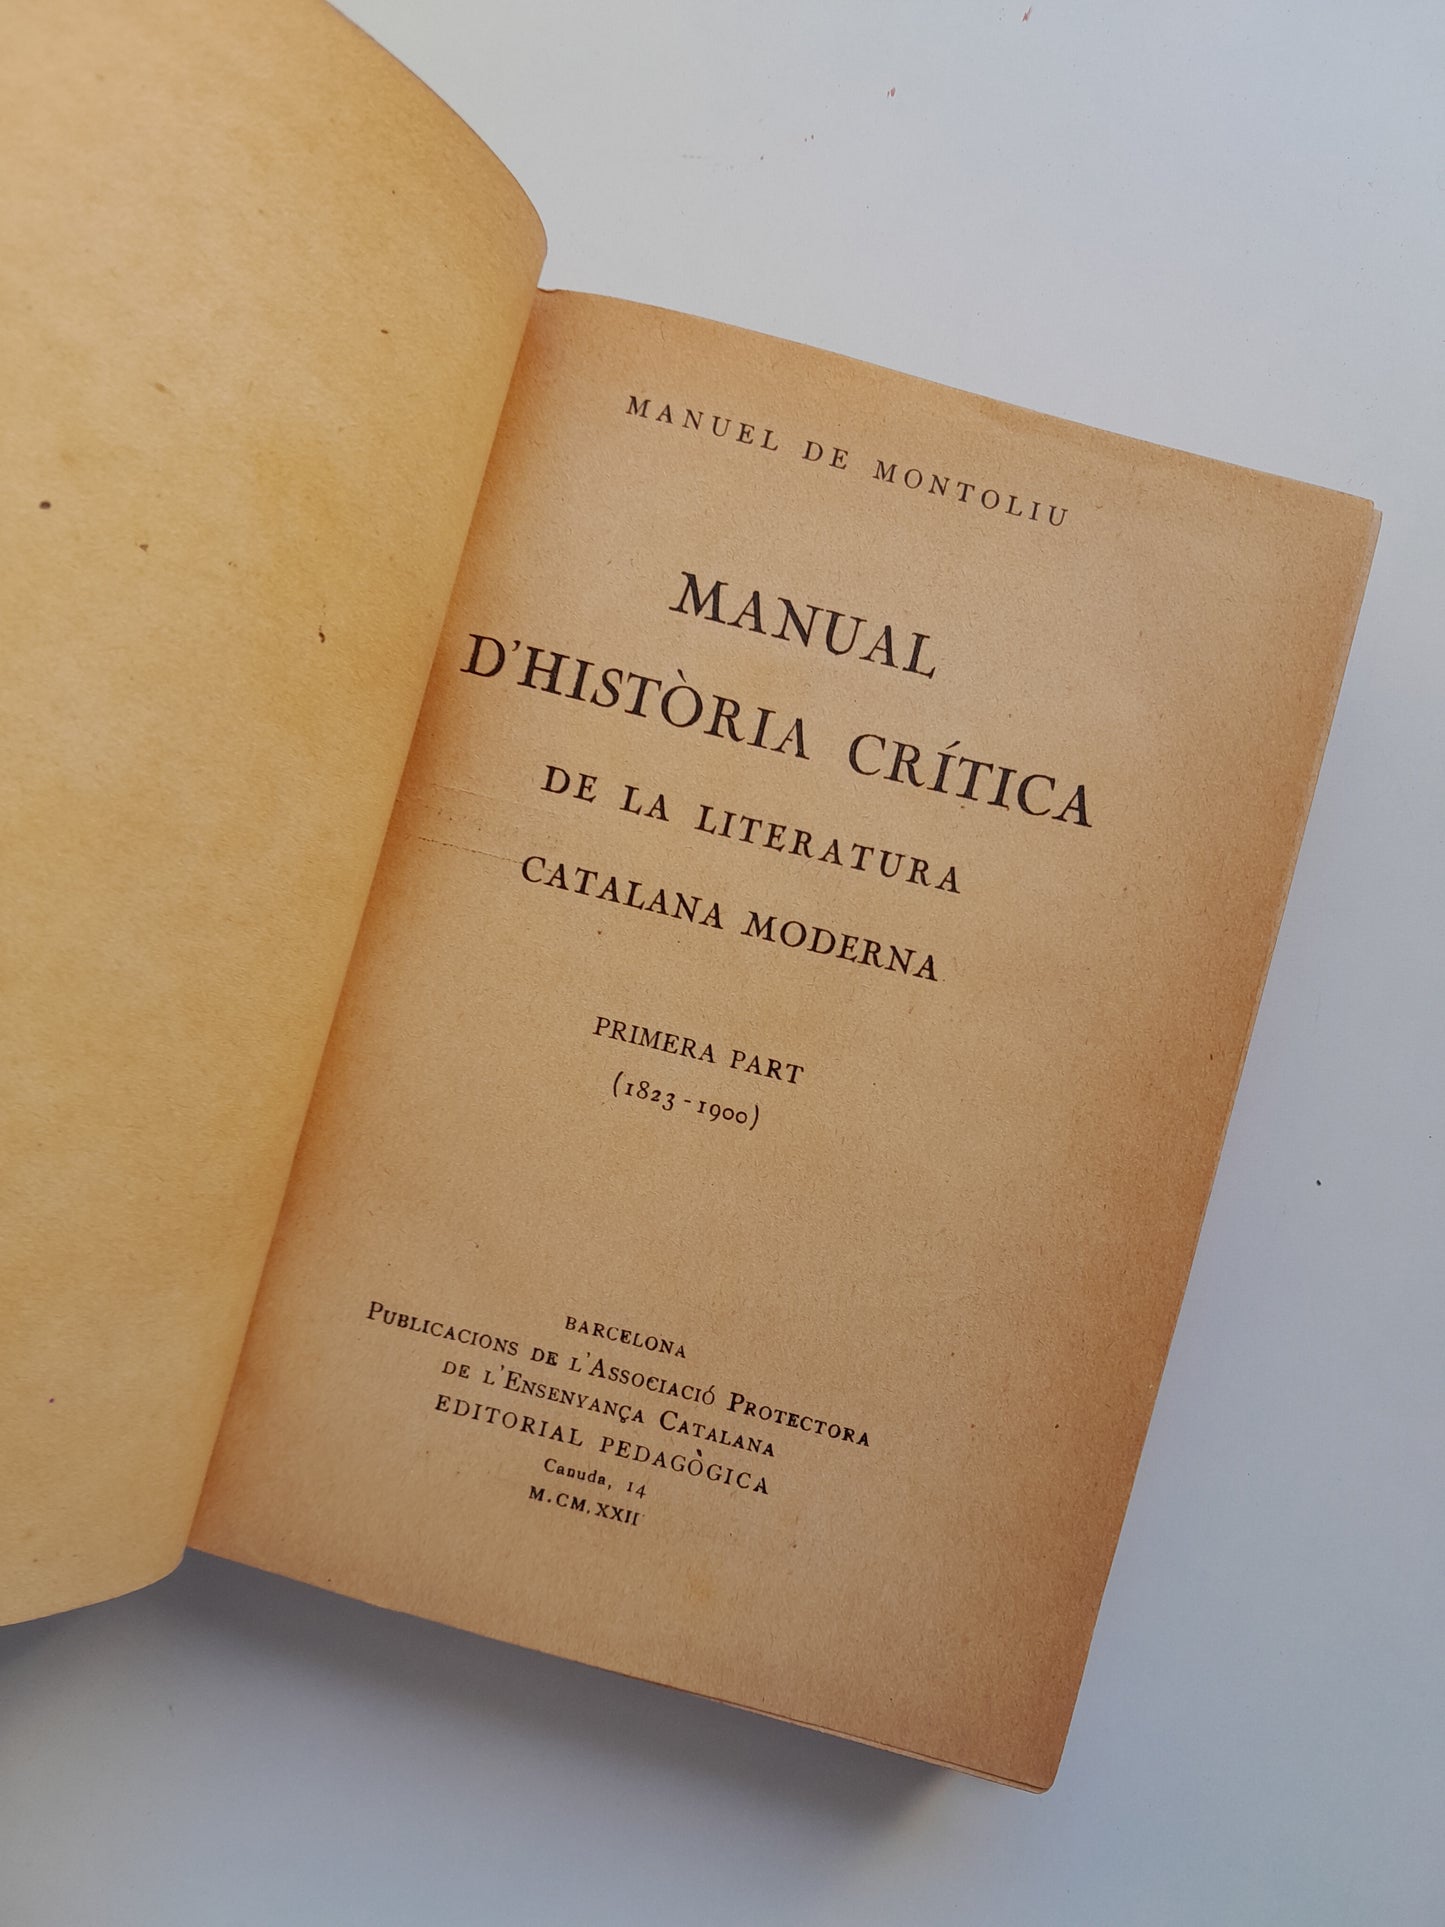 MANUEL DE MONTOLIU
MANUAL
D'HISTÒRIA CRÍTICA
DE LA LITERATURA
CATALANA MODERNA
PRIMERA PART
(1823-1900)
BARCELONA
PUBLICACIONS DE L'ASSOCIACIÓ PROTECTORA
DE L'ENSENYANÇA CATALANA
EDITORIAL PEDAGÒGICA
Canuda, 14
M.CM.XXII